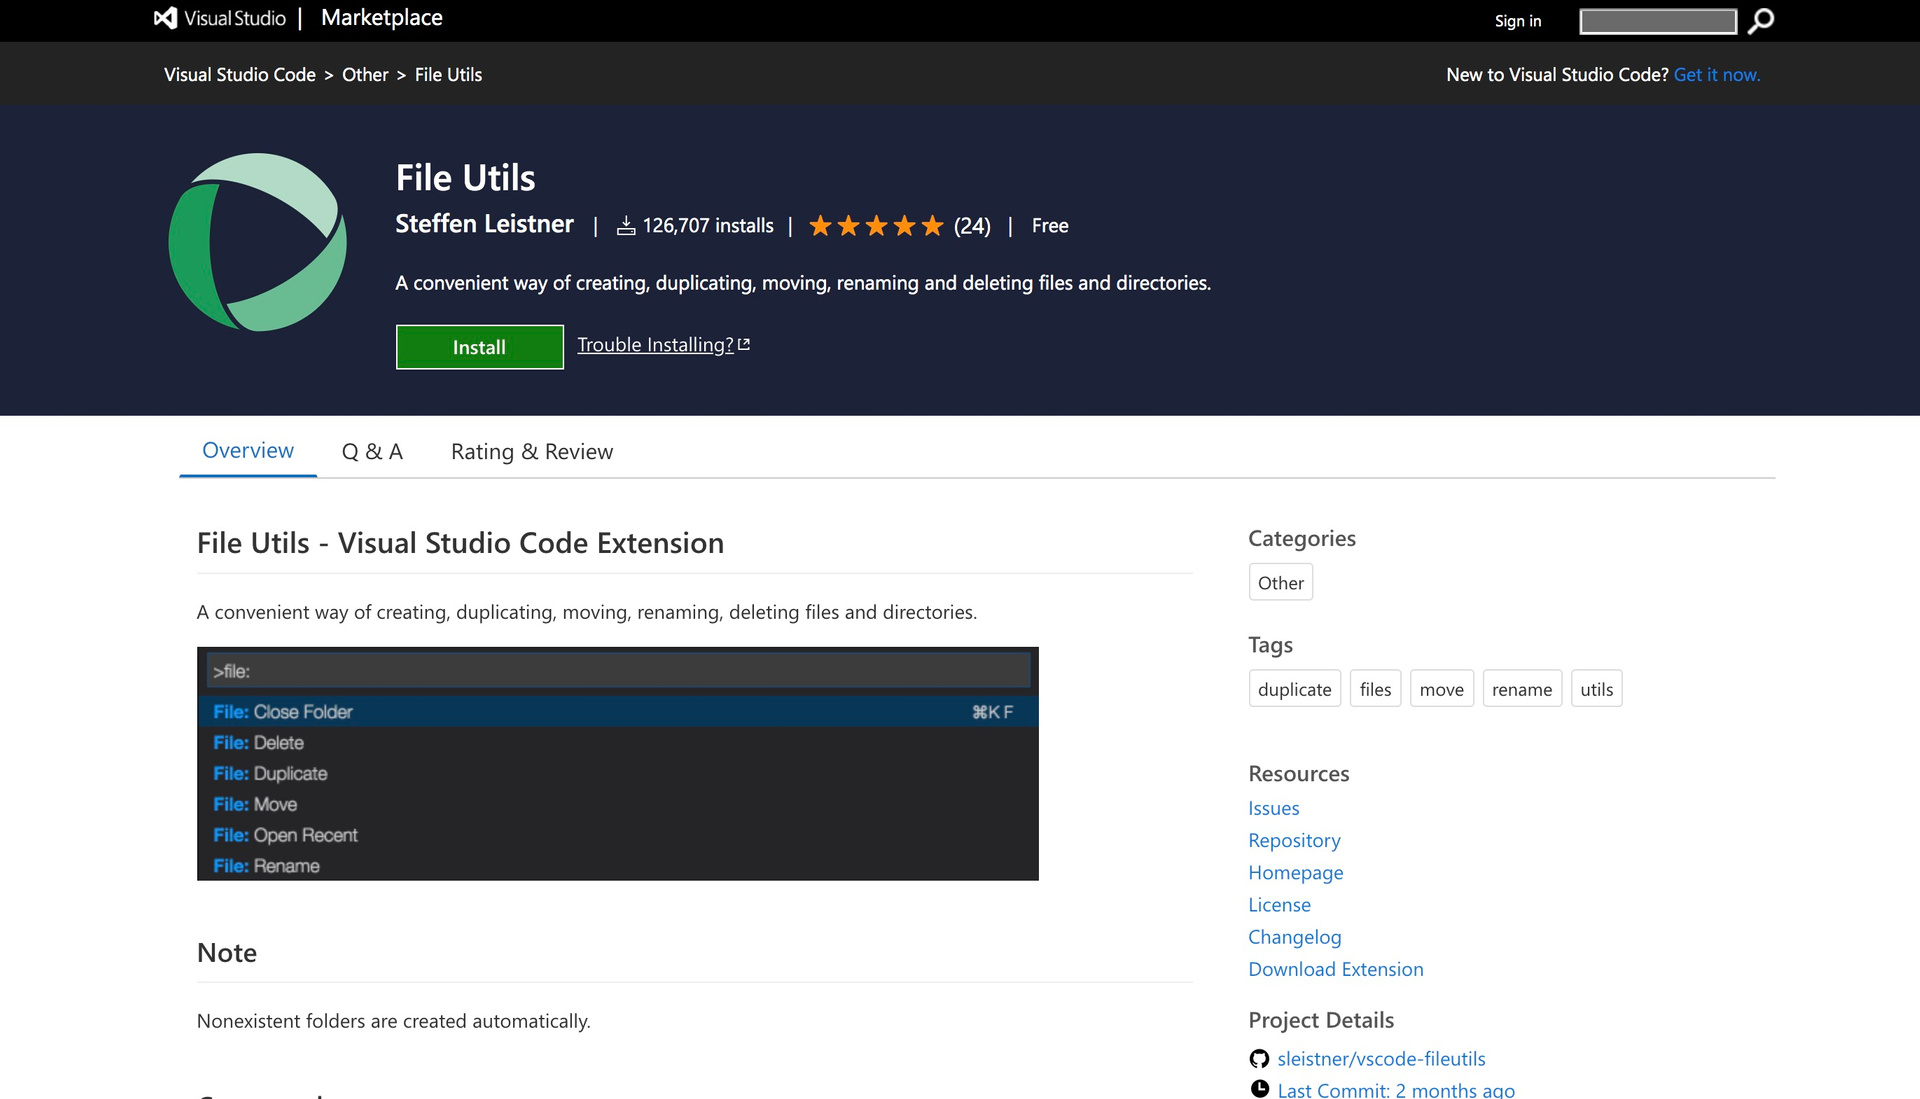 Visual Studio | Marketplace
Sign in
Visual Studio Code > Other > File Utils
New to Visual Studio Code? Get it now.
File Utils
Steffen Leistner | 126,707 installs | (24) | Free
A convenient way of creating, duplicating, moving, renaming and deleting files and directories.
Install
Trouble Installing?
Overview
Q & A
Rating & Review
File Utils - Visual Studio Code Extension
A convenient way of creating, duplicating, moving, renaming, deleting files and directories.
>file:
File: Close Folder ⌘K F
File: Delete
File: Duplicate
File: Move
File: Open Recent
File: Rename
Note
Nonexistent folders are created automatically.
Categories
Other
Tags
duplicate files move rename utils
Resources
Issues
Repository
Homepage
License
Changelog
Download Extension
Project Details
sleistner/vscode-fileutils
Last Commit: 2 months ago